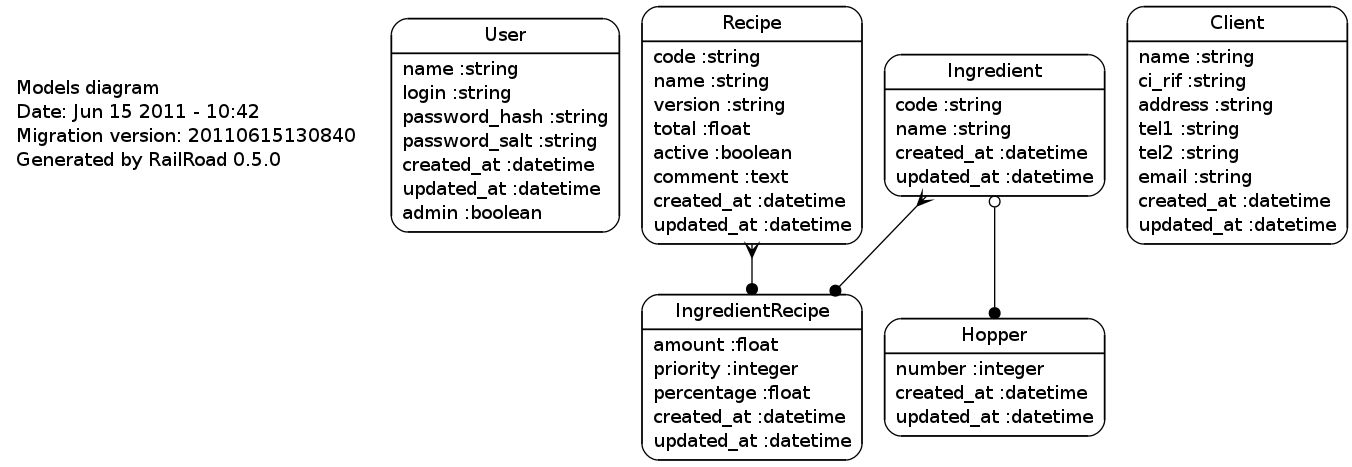 Models diagram
Date: Jun 15 2011 - 10:42
Migration version: 20110615130840
Generated by RailRoad 0.5.0
User
name :string
login :string
password_hash :string
password_salt :string
created_at :datetime
updated_at :datetime
admin :boolean
Recipe
code :string
name :string
version :string
total :float
active :boolean
comment :text
created_at :datetime
updated_at :datetime
Ingredient
code :string
name :string
created_at :datetime
updated_at :datetime
Client
name :string
ci_rif :string
address :string
tel1 :string
tel2 :string
email :string
created_at :datetime
updated_at :datetime
IngredientRecipe
amount :float
priority :integer
percentage :float
created_at :datetime
updated_at :datetime
Hopper
number :integer
created_at :datetime
updated_at :datetime